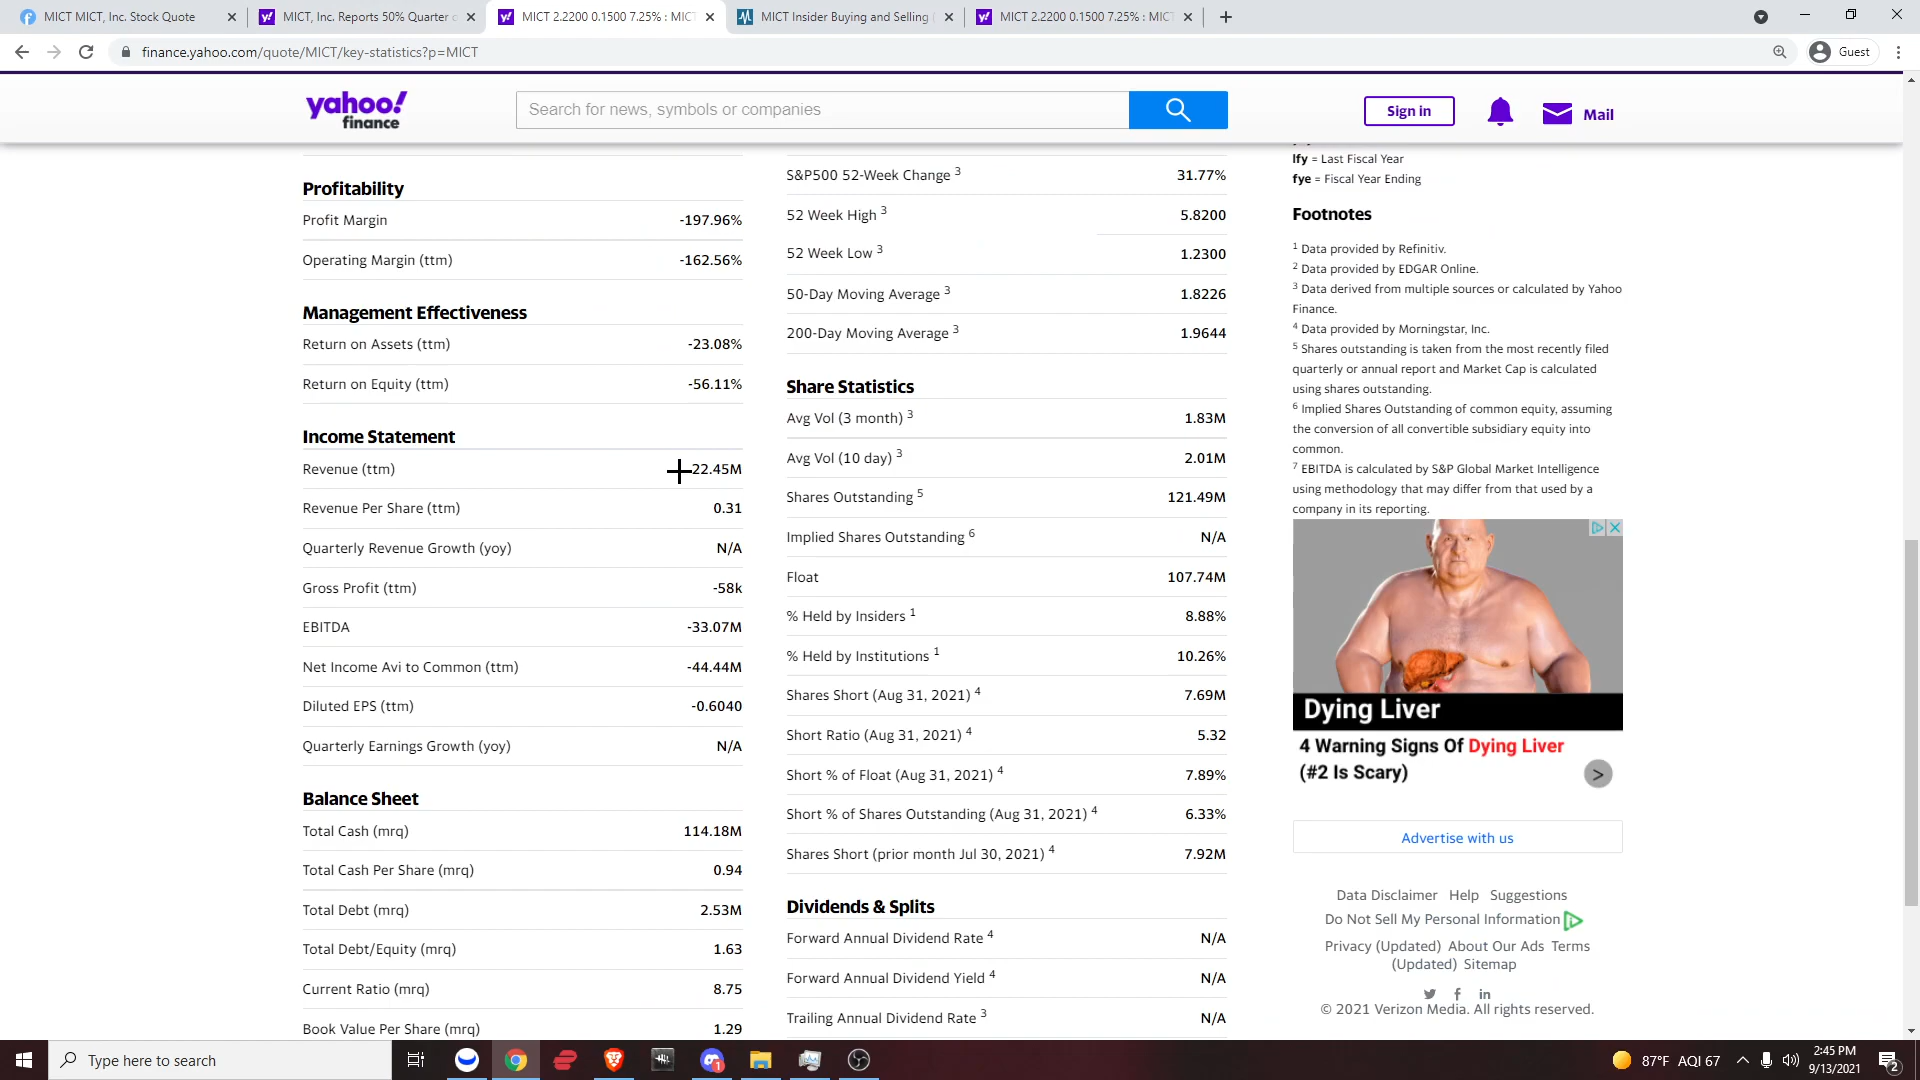 MICT MICT, Inc. Stock Quote
MICT, Inc. Reports 50% Quarter o
MICT 2.2200 0.1500 7.25% : MICT
MICT Insider Buying and Selling
MICT 2.2200 0.1500 7.25% : MICT
finance.yahoo.com/quote/MICT/key-statistics?p=MICT
Guest
yahoo!
finance
Search for news, symbols or companies
Sign in
Mail
Profitability
Profit Margin -197.96%
Operating Margin (ttm) -162.56%
Management Effectiveness
Return on Assets (ttm) -23.08%
Return on Equity (ttm) -56.11%
Income Statement
Revenue (ttm) 22.45M
Revenue Per Share (ttm) 0.31
Quarterly Revenue Growth (yoy) N/A
Gross Profit (ttm) -58k
EBITDA -33.07M
Net Income Avi to Common (ttm) -44.44M
Diluted EPS (ttm) -0.6040
Quarterly Earnings Growth (yoy) N/A
Balance Sheet
Total Cash (mrq) 114.18M
Total Cash Per Share (mrq) 0.94
Total Debt (mrq) 2.53M
Total Debt/Equity (mrq) 1.63
Current Ratio (mrq) 8.75
Book Value Per Share (mrq) 1.29
S&P500 52-Week Change 3 31.77%
52 Week High 3 5.8200
52 Week Low 3 1.2300
50-Day Moving Average 3 1.8226
200-Day Moving Average 3 1.9644
Share Statistics
Avg Vol (3 month) 3 1.83M
Avg Vol (10 day) 3 2.01M
Shares Outstanding 5 121.49M
Implied Shares Outstanding 6 N/A
Float 107.74M
% Held by Insiders 1 8.88%
% Held by Institutions 1 10.26%
Shares Short (Aug 31, 2021) 4 7.69M
Short Ratio (Aug 31, 2021) 4 5.32
Short % of Float (Aug 31, 2021) 4 7.89%
Short % of Shares Outstanding (Aug 31, 2021) 4 6.33%
Shares Short (prior month Jul 30, 2021) 4 7.92M
Dividends & Splits
Forward Annual Dividend Rate 4 N/A
Forward Annual Dividend Yield 4 N/A
Trailing Annual Dividend Rate 3 N/A
lfy = Last Fiscal Year
fye = Fiscal Year Ending
Footnotes
1 Data provided by Refinitiv.
2 Data provided by EDGAR Online.
3 Data derived from multiple sources or calculated by Yahoo
Finance.
4 Data provided by Morningstar, Inc.
5 Shares outstanding is taken from the most recently filed
quarterly or annual report and Market Cap is calculated
using shares outstanding.
6 Implied Shares Outstanding of common equity, assuming
the conversion of all convertible subsidiary equity into
common.
7 EBITDA is calculated by S&P Global Market Intelligence
using methodology that may differ from that used by a
company in its reporting.
Dying Liver
4 Warning Signs Of Dying Liver
(#2 Is Scary)
Advertise with us
Data Disclaimer Help Suggestions
Do Not Sell My Personal Information
Privacy (Updated) About Our Ads Terms
(Updated) Sitemap
© 2021 Verizon Media. All rights reserved.
Type here to search
1
87°F AQI 67
2:45 PM
9/13/2021
2